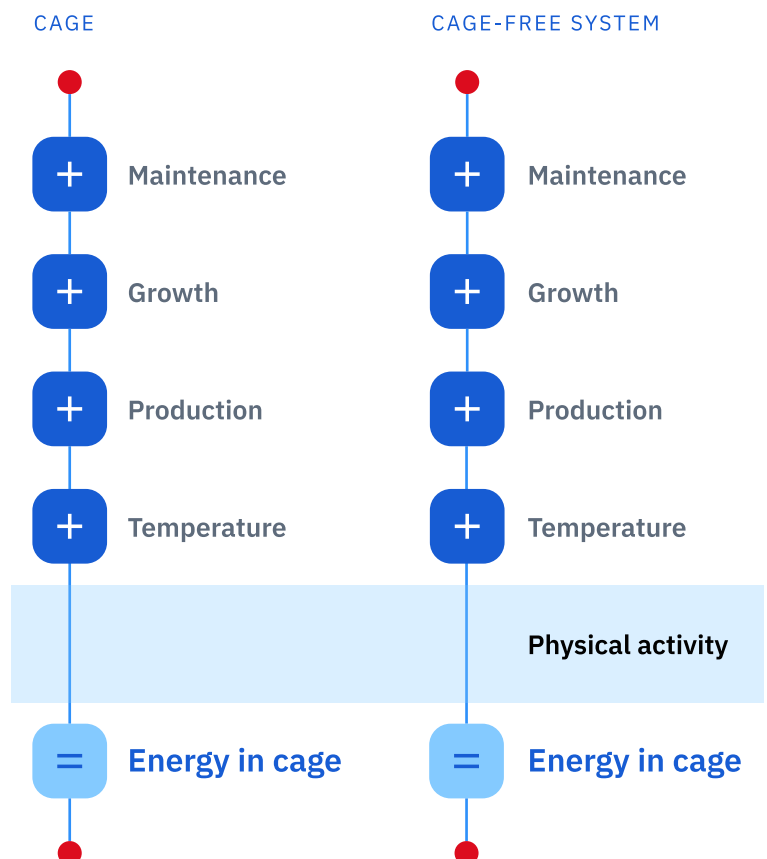 CAGE
CAGE-FREE SYSTEM
+ Maintenance
+ Maintenance
+ Growth
+ Growth
+ Production
+ Production
+ Temperature
+ Temperature
Physical activity
= Energy in cage
= Energy in cage